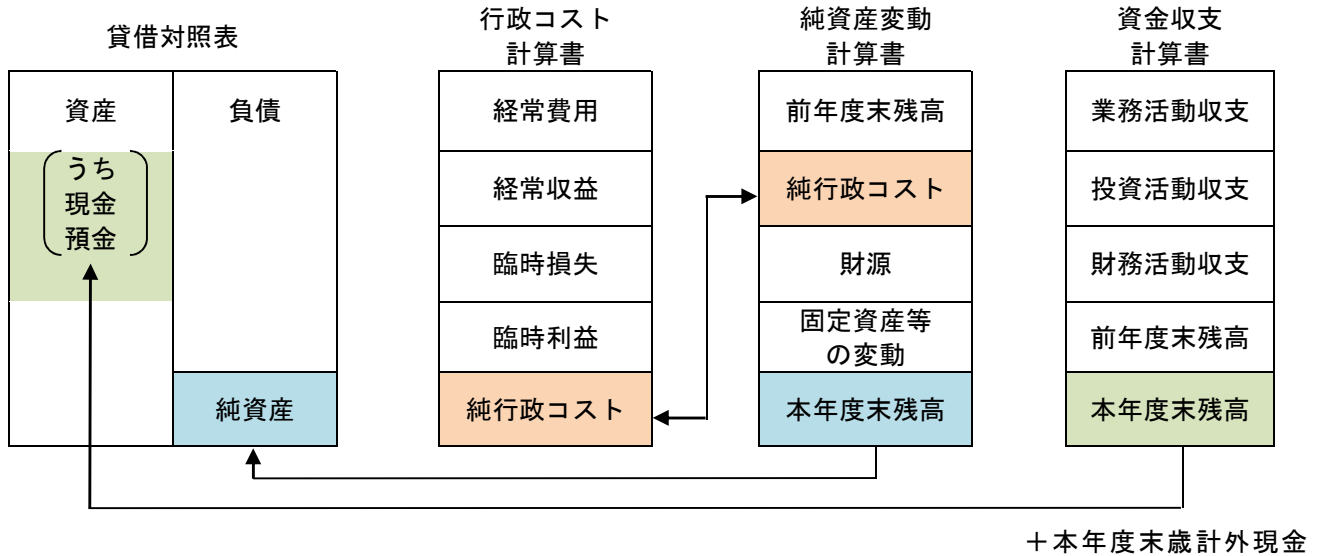 貸借対照表
資産
うち
現金
預金
負債
純資産
行政コスト
計算書
経常費用
経常収益
臨時損失
臨時利益
純行政コスト
純資産変動
計算書
前年度末残高
純行政コスト
財源
固定資産等
の変動
本年度末残高
資金収支
計算書
業務活動収支
投資活動収支
財務活動収支
前年度末残高
本年度末残高
＋本年度末歳計外現金